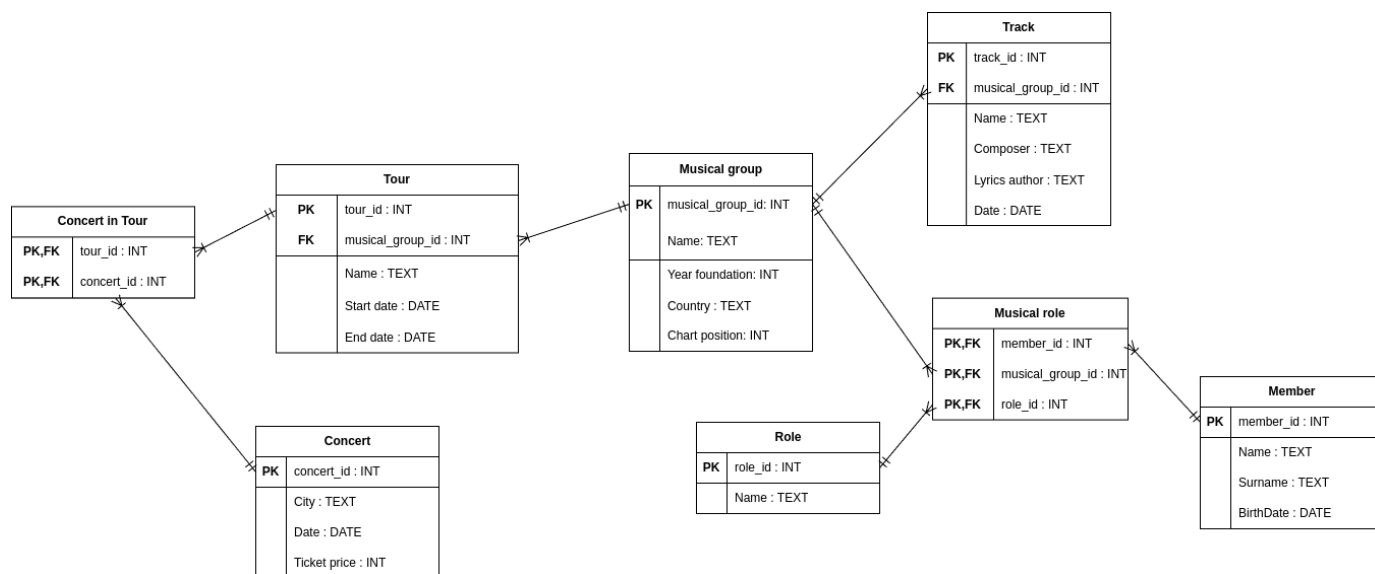 Track
PK track_id : INT
FK musical_group_id : INT
Name : TEXT
Composer : TEXT
Lyrics author : TEXT
Date : DATE
Musical group
PK musical_group_id: INT
Name: TEXT
Year foundation: INT
Country : TEXT
Chart position: INT
Tour
PK tour_id : INT
FK musical_group_id : INT
Name : TEXT
Start date : DATE
End date : DATE
Concert in Tour
PK,FK tour_id : INT
PK,FK concert_id : INT
Musical role
PK,FK member_id : INT
PK,FK musical_group_id : INT
PK,FK role_id : INT
Member
PK member_id : INT
Name : TEXT
Surname : TEXT
BirthDate : DATE
Role
PK role_id : INT
Name : TEXT
Concert
PK concert_id : INT
City : TEXT
Date : DATE
Ticket price : INT